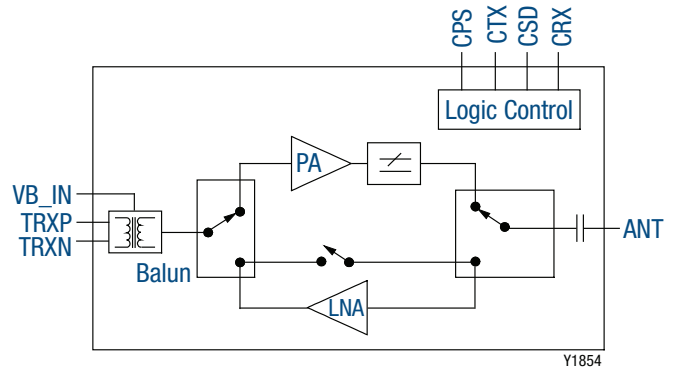 CPS
CTX
CSD
CRX
Logic Control
PA
VB_IN
TRXP
TRXN
ANT
Balun
LNA
Y1854